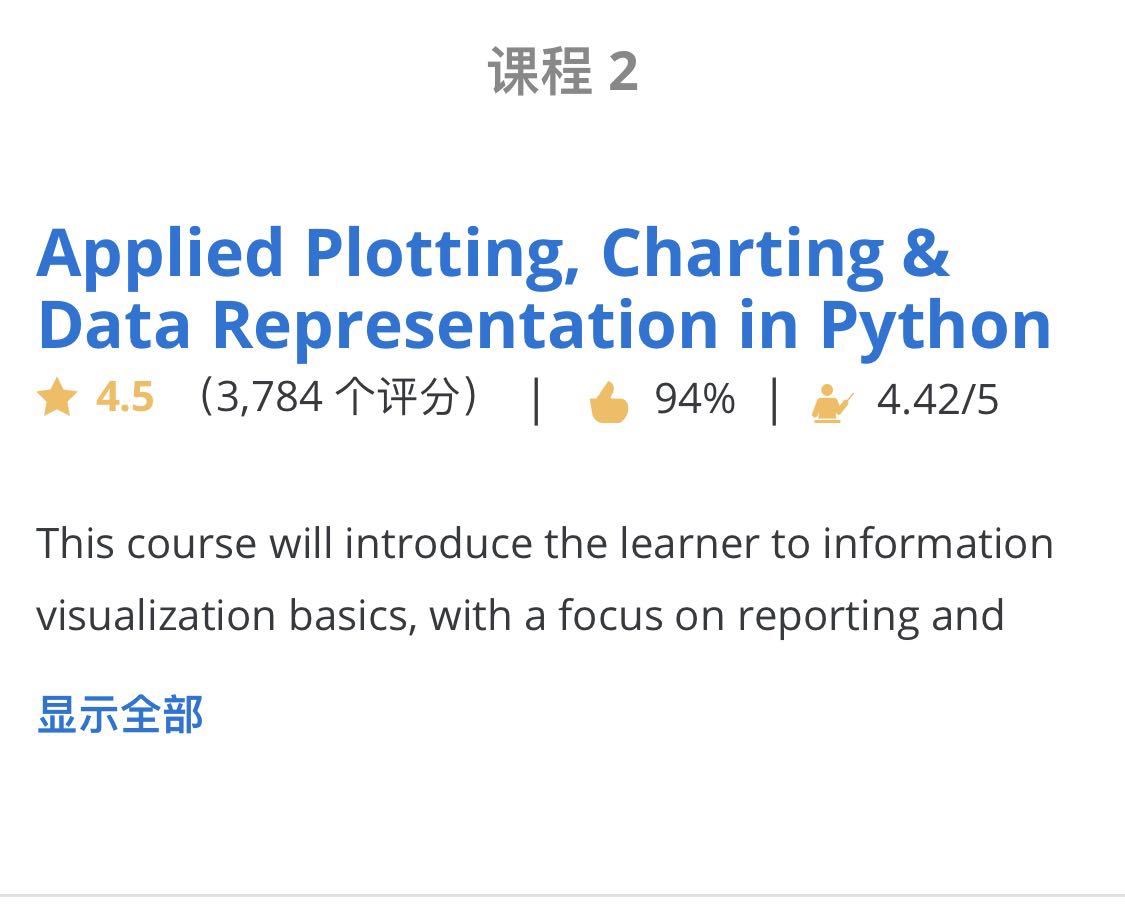 课程 2
Applied Plotting, Charting &
Data Representation in Python
4.5 （3,784 个评分） | 94% | 4.42/5
This course will introduce the learner to information
visualization basics, with a focus on reporting and
显示全部